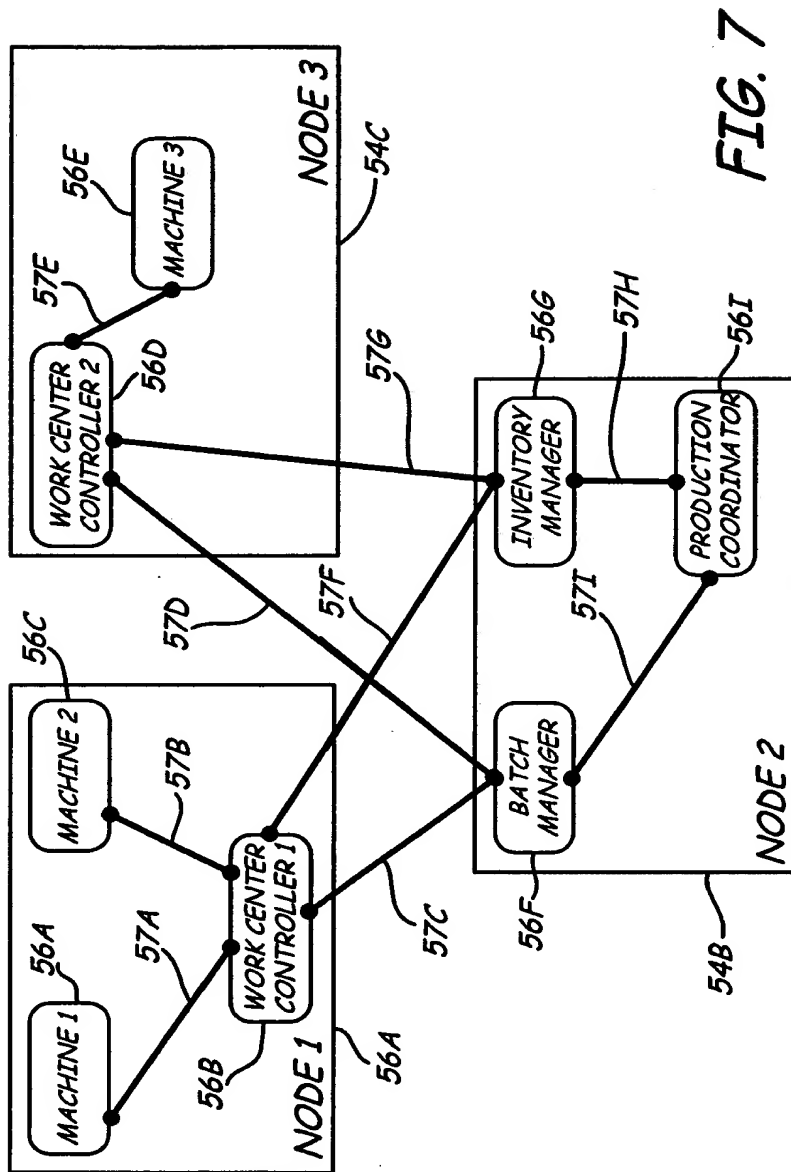 56A
MACHINE 1
57A
MACHINE 2
56C
57B
WORK CENTER
CONTROLLER 1
56B
NODE 1
56A
WORK CENTER
CONTROLLER 2
56D
57E
56E
MACHINE 3
NODE 3
54C
57D
57F
57G
57C
56F
BATCH
MANAGER
INVENTORY
MANAGER
56G
57H
57I
PRODUCTION
COORDINATOR
56I
NODE 2
54B
FIG. 7